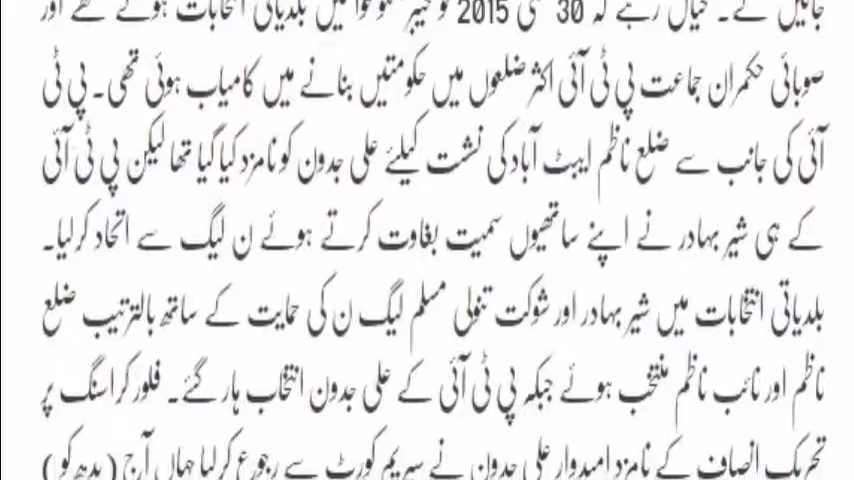 جائیں گے۔ خیال رہے کہ 30 مئی 2015 کو خیبر پختونخوا میں بلدیاتی انتخابات ہوئے تھے اور
صوبائی حکمران جماعت پی ٹی آئی اکثر ضلعوں میں حکومتیں بنانے میں کامیاب ہوئی تھی۔ پی ٹی
آئی کی جانب سے ضلع ناظم ایبٹ آباد کی نشست کیلئے علی جدون کو نامزد کیا گیا تھا لیکن پی ٹی آئی
کے ہی شیر بہادر نے اپنے ساتھیوں سمیت بغاوت کرتے ہوئے ن لیگ سے اتحاد کرلیا۔
بلدیاتی انتخابات میں شیر بہادر اور شوکت تنولی مسلم لیگ ن کی حمایت کے ساتھ بالترتیب ضلع
ناظم اور نائب ناظم منتخب ہوئے جبکہ پی ٹی آئی کے علی جدون انتخاب ہار گئے۔ فلور کراسنگ پر
تحریک انصاف کے نامزد امیدوار علی جدون نے سپریم کورٹ سے رجوع کرلیا جہاں آج (بدھ کو)